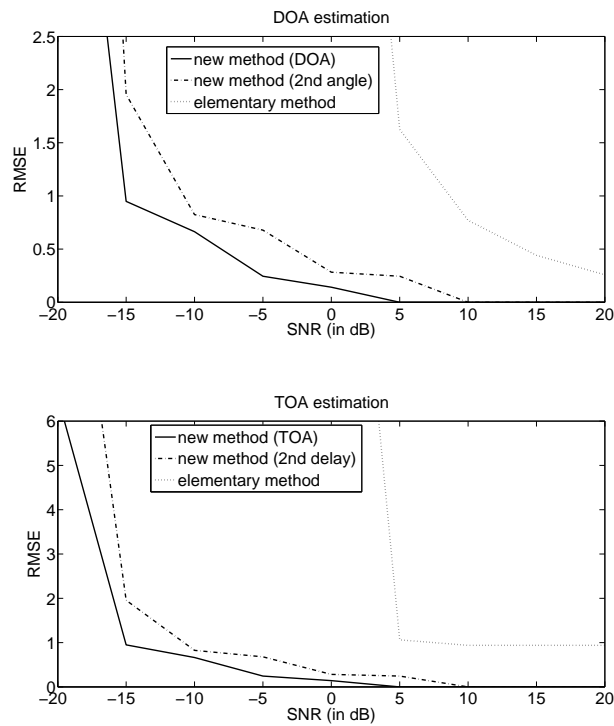 DOA estimation
2.5
2
1.5
1
0.5
0
RMSE
new method (DOA)
new method (2nd angle)
elementary method
−20 −15 −10 −5 0 5 10 15 20
SNR (in dB)
TOA estimation
6
5
4
3
2
1
0
RMSE
new method (TOA)
new method (2nd delay)
elementary method
−20 −15 −10 −5 0 5 10 15 20
SNR (in dB)